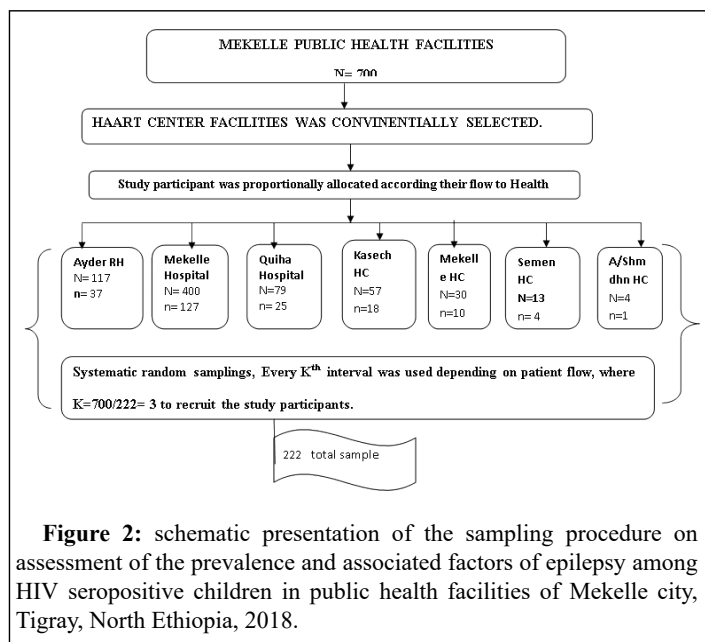 MEKELLE PUBLIC HEALTH FACILITIES
N= 700
HAART CENTER FACILITIES WAS CONVINENTIALLY SELECTED.
Study participant was proportionally allocated according their flow to Health
Ayder RH
N= 117
n= 37
Mekelle
Hospital
N= 400
n= 127
Quiha
Hospital
N=79
n= 25
Kasech
HC
N=57
n=18
Mekell
e HC
N=30
n=10
Semen
HC
N=13
n= 4
A/Shm
dhn HC
N=4
n=1
Systematic random samplings, Every Kth interval was used depending on patient flow, where
K=700/222= 3 to recruit the study participants.
222 total sample
Figure 2: schematic presentation of the sampling procedure on
assessment of the prevalence and associated factors of epilepsy among
HIV seropositive children in public health facilities of Mekelle city,
Tigray, North Ethiopia, 2018.